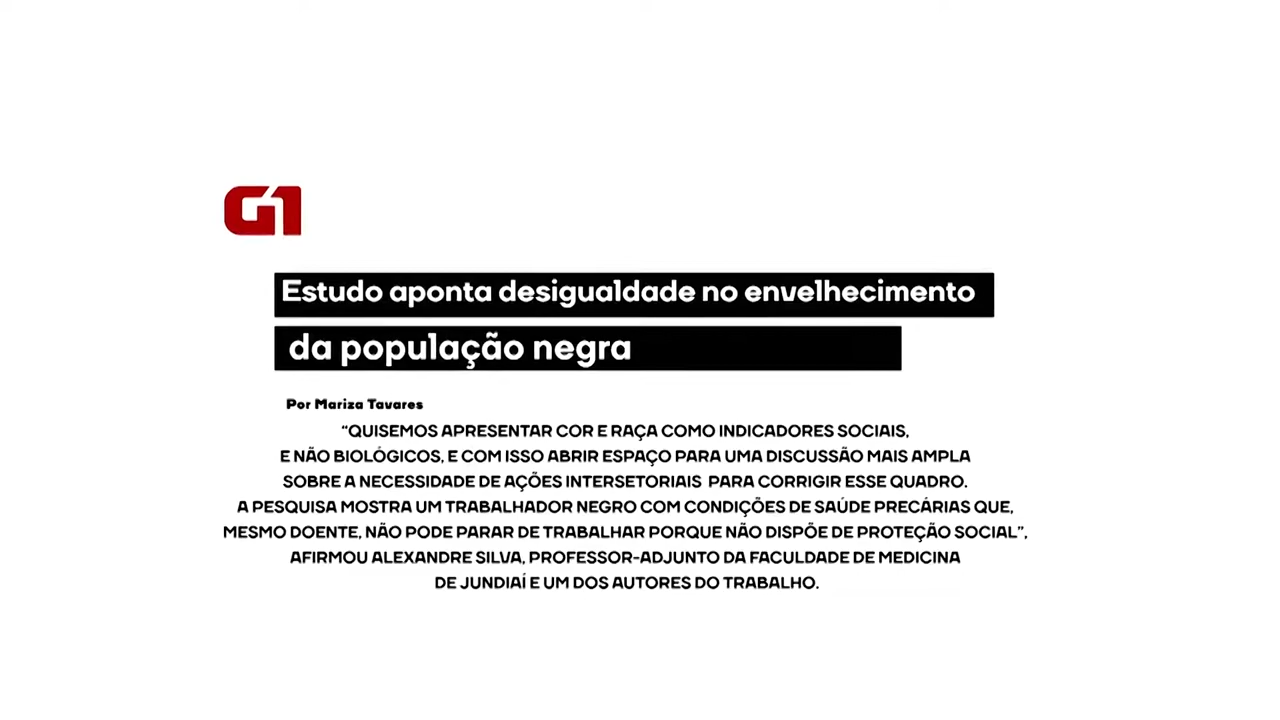 G1
Estudo aponta desigualdade no envelhecimento
da população negra
Por Mariza Tavares
“QUISEMOS APRESENTAR COR E RAÇA COMO INDICADORES SOCIAIS,
E NÃO BIOLÓGICOS, E COM ISSO ABRIR ESPAÇO PARA UMA DISCUSSÃO MAIS AMPLA
SOBRE A NECESSIDADE DE AÇÕES INTERSETORIAIS PARA CORRIGIR ESSE QUADRO.
A PESQUISA MOSTRA UM TRABALHADOR NEGRO COM CONDIÇÕES DE SAÚDE PRECÁRIAS QUE,
MESMO DOENTE, NÃO PODE PARAR DE TRABALHAR PORQUE NÃO DISPÕE DE PROTEÇÃO SOCIAL”,
AFIRMOU ALEXANDRE SILVA, PROFESSOR-ADJUNTO DA FACULDADE DE MEDICINA
DE JUNDIAÍ E UM DOS AUTORES DO TRABALHO.